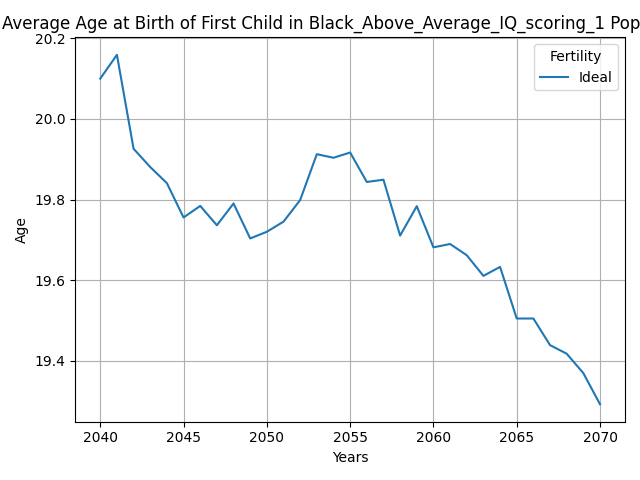 Average Age at Birth of First Child in Black_Above_Average_IQ_scoring_1 Pop
20.2
20.0
19.8
19.6
19.4
Age
Fertility
Ideal
2040 2045 2050 2055 2060 2065 2070
Years